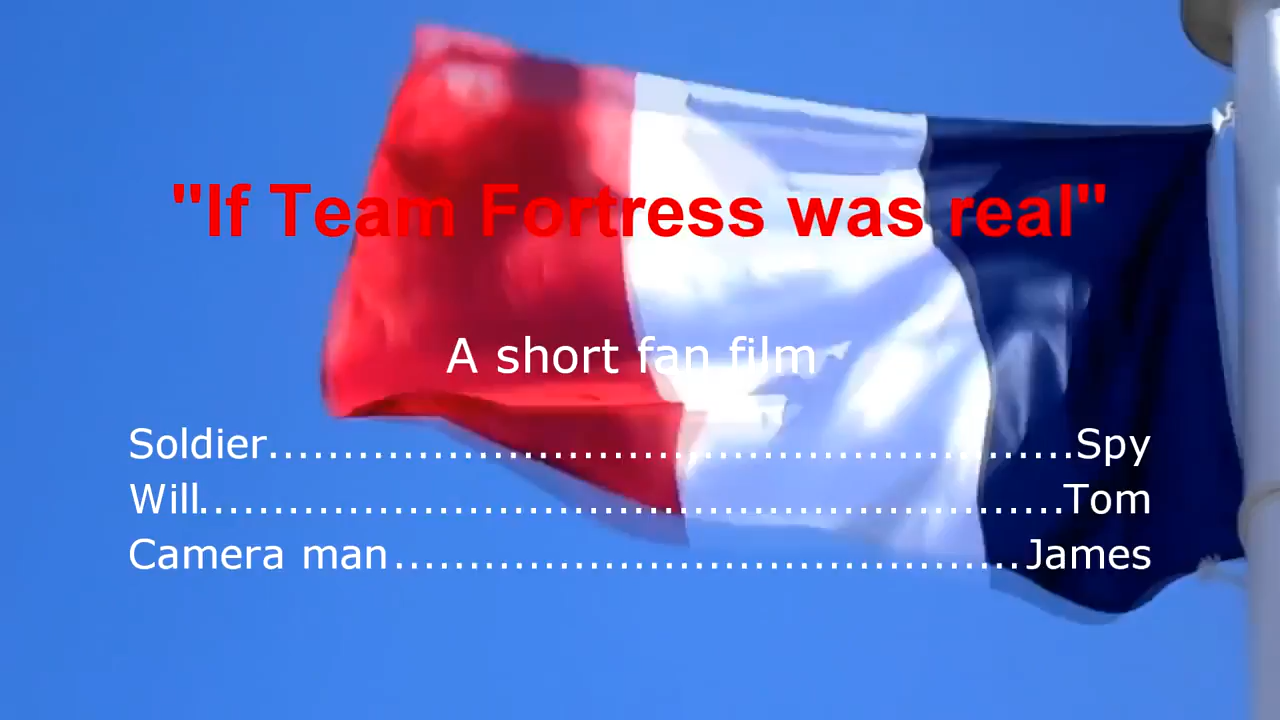 "If Team Fortress was real"
A short fan film
Soldier.....................................................Spy
Will....................................................Tom
Camera man......................................James